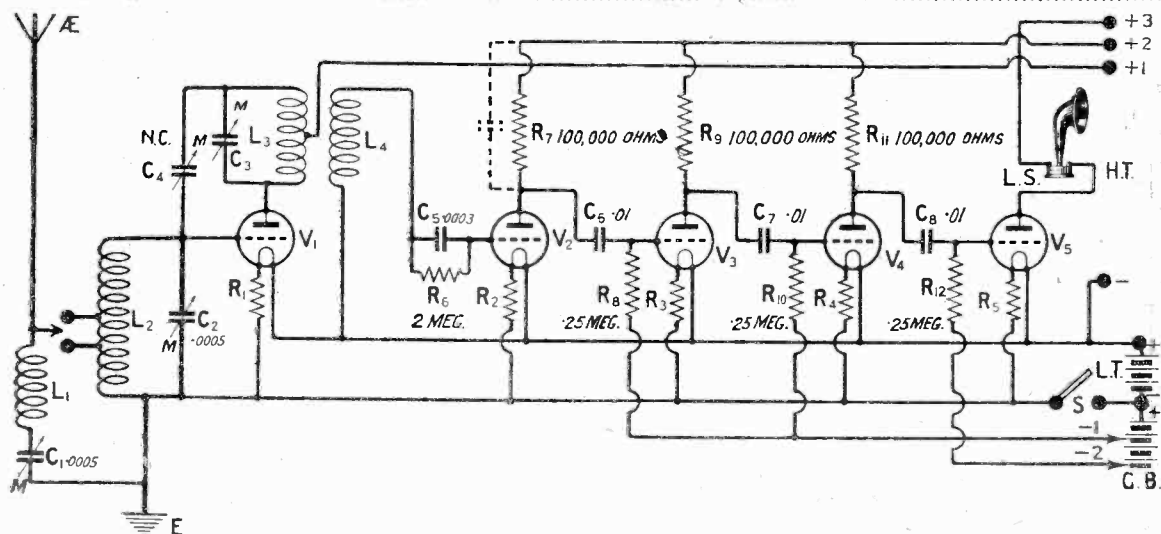 Æ
+3
+2
+1
N.C.
C4
M
M
C3
L3
L4
R7 100,000 OHMS
R9 100,000 OHMS
R11 100,000 OHMS
L.S.
H.T.
V1
C5 .0003
V2
C6 .01
V3
C7 .01
V4
C8 .01
V5
L2
C2 .0005
M
R1
R6
2 MEG.
R2
R8
.25 MEG.
R3
R10
.25 MEG.
R4
R12
.25 MEG.
R5
-
+
L.T.
S
+
L1
C1 .0005
M
-1
-2
G.B.
E